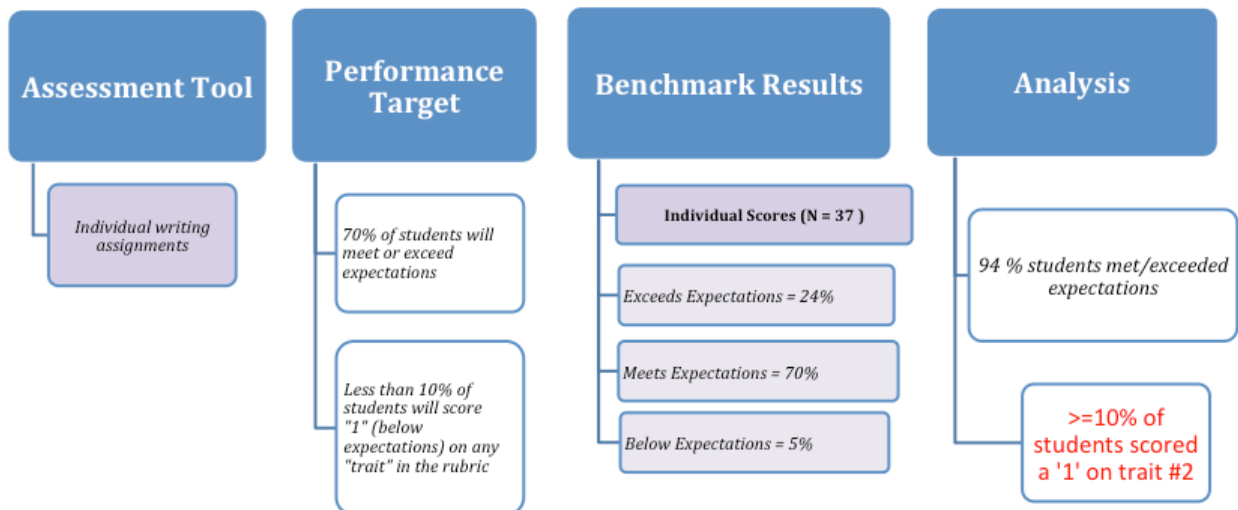 Assessment Tool
Individual writing
assignments
Performance
Target
70% of students will
meet or exceed
expectations
Less than 10% of
students will score
"1" (below
expectations) on any
"trait" in the rubric
Benchmark Results
Individual Scores (N = 37 )
Exceeds Expectations = 24%
Meets Expectations = 70%
Below Expectations = 5%
Analysis
94 % students met/exceeded
expectations
>=10% of
students scored
a '1' on trait #2